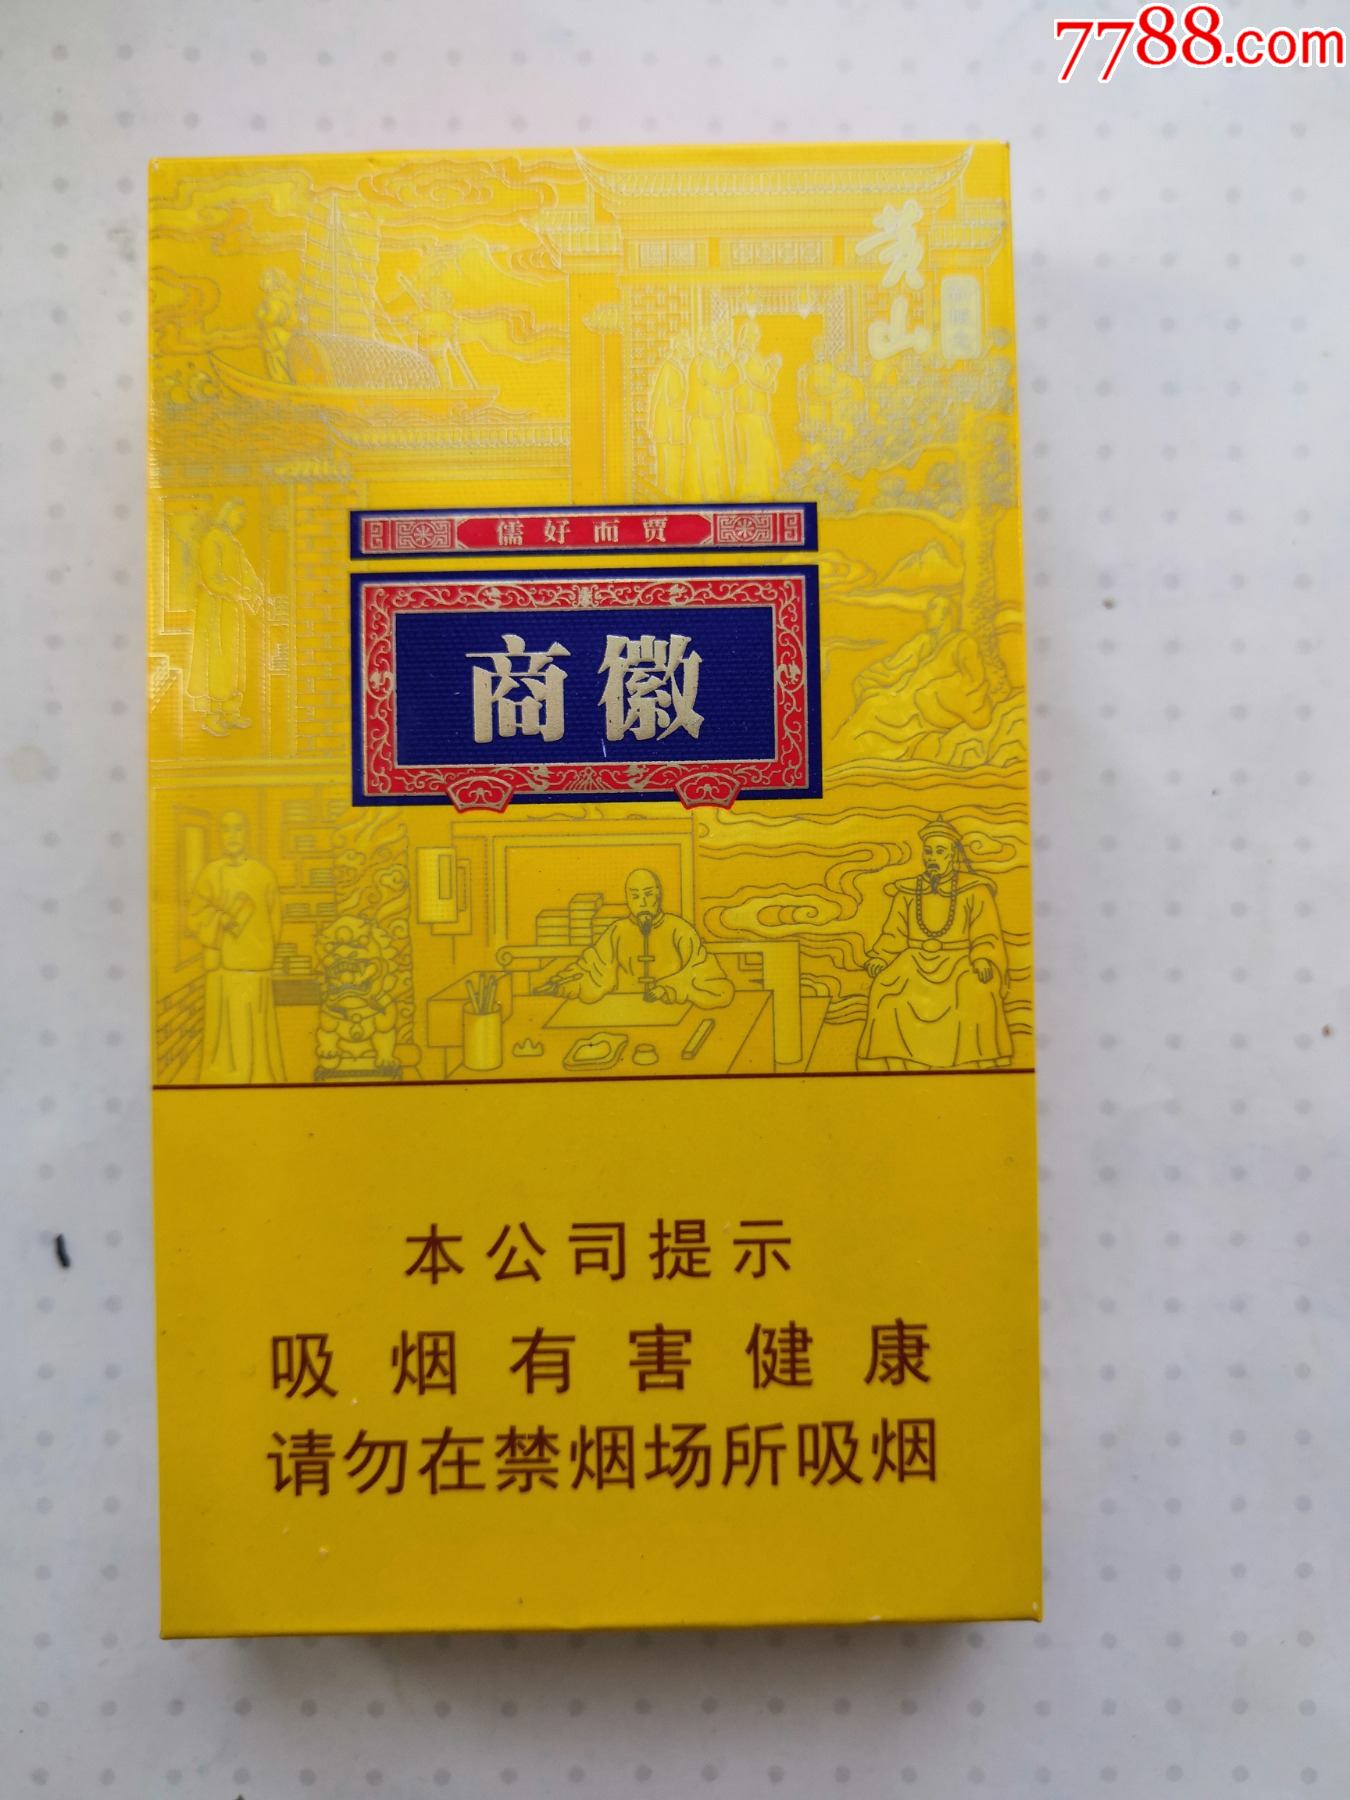 7788.com
黄山
贾而好儒
徽商
本公司提示
吸烟有害健康
请勿在禁烟场所吸烟